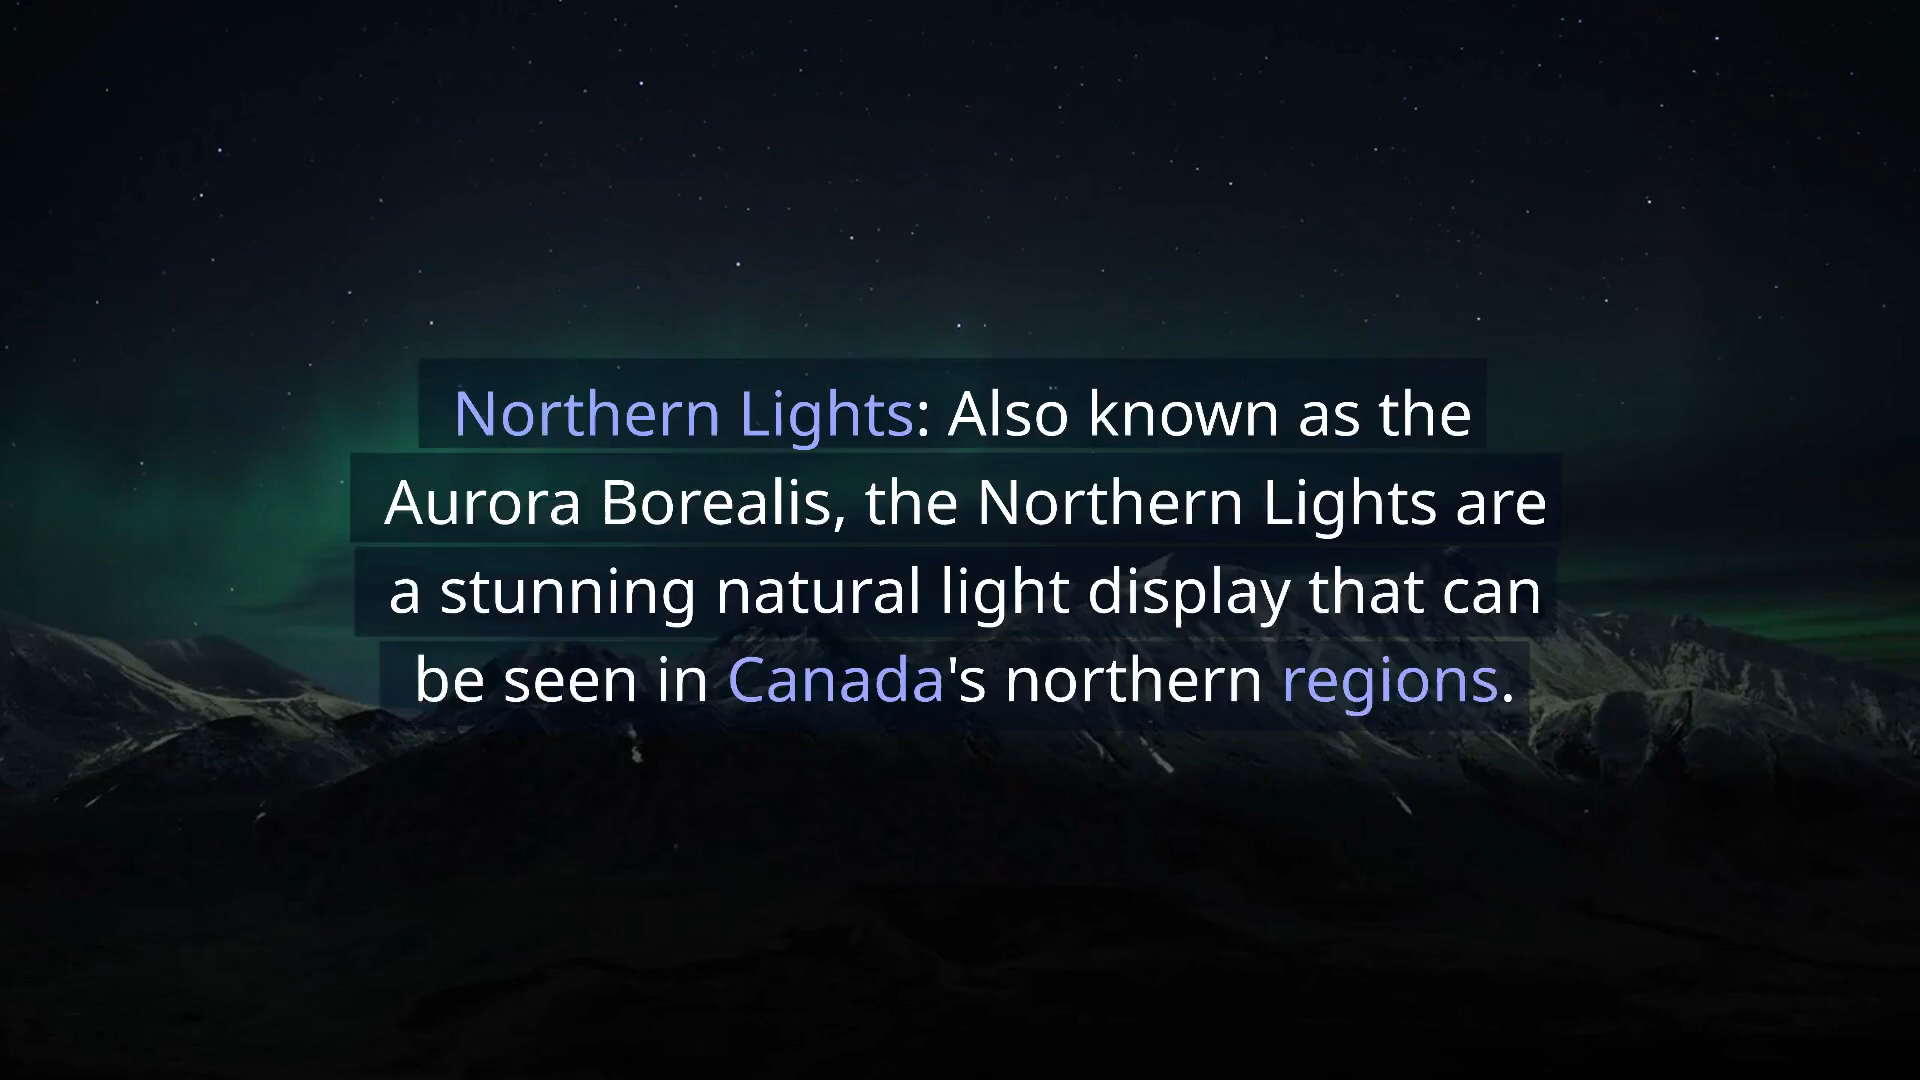 Northern Lights: Also known as the
Aurora Borealis, the Northern Lights are
a stunning natural light display that can
be seen in Canada's northern regions.